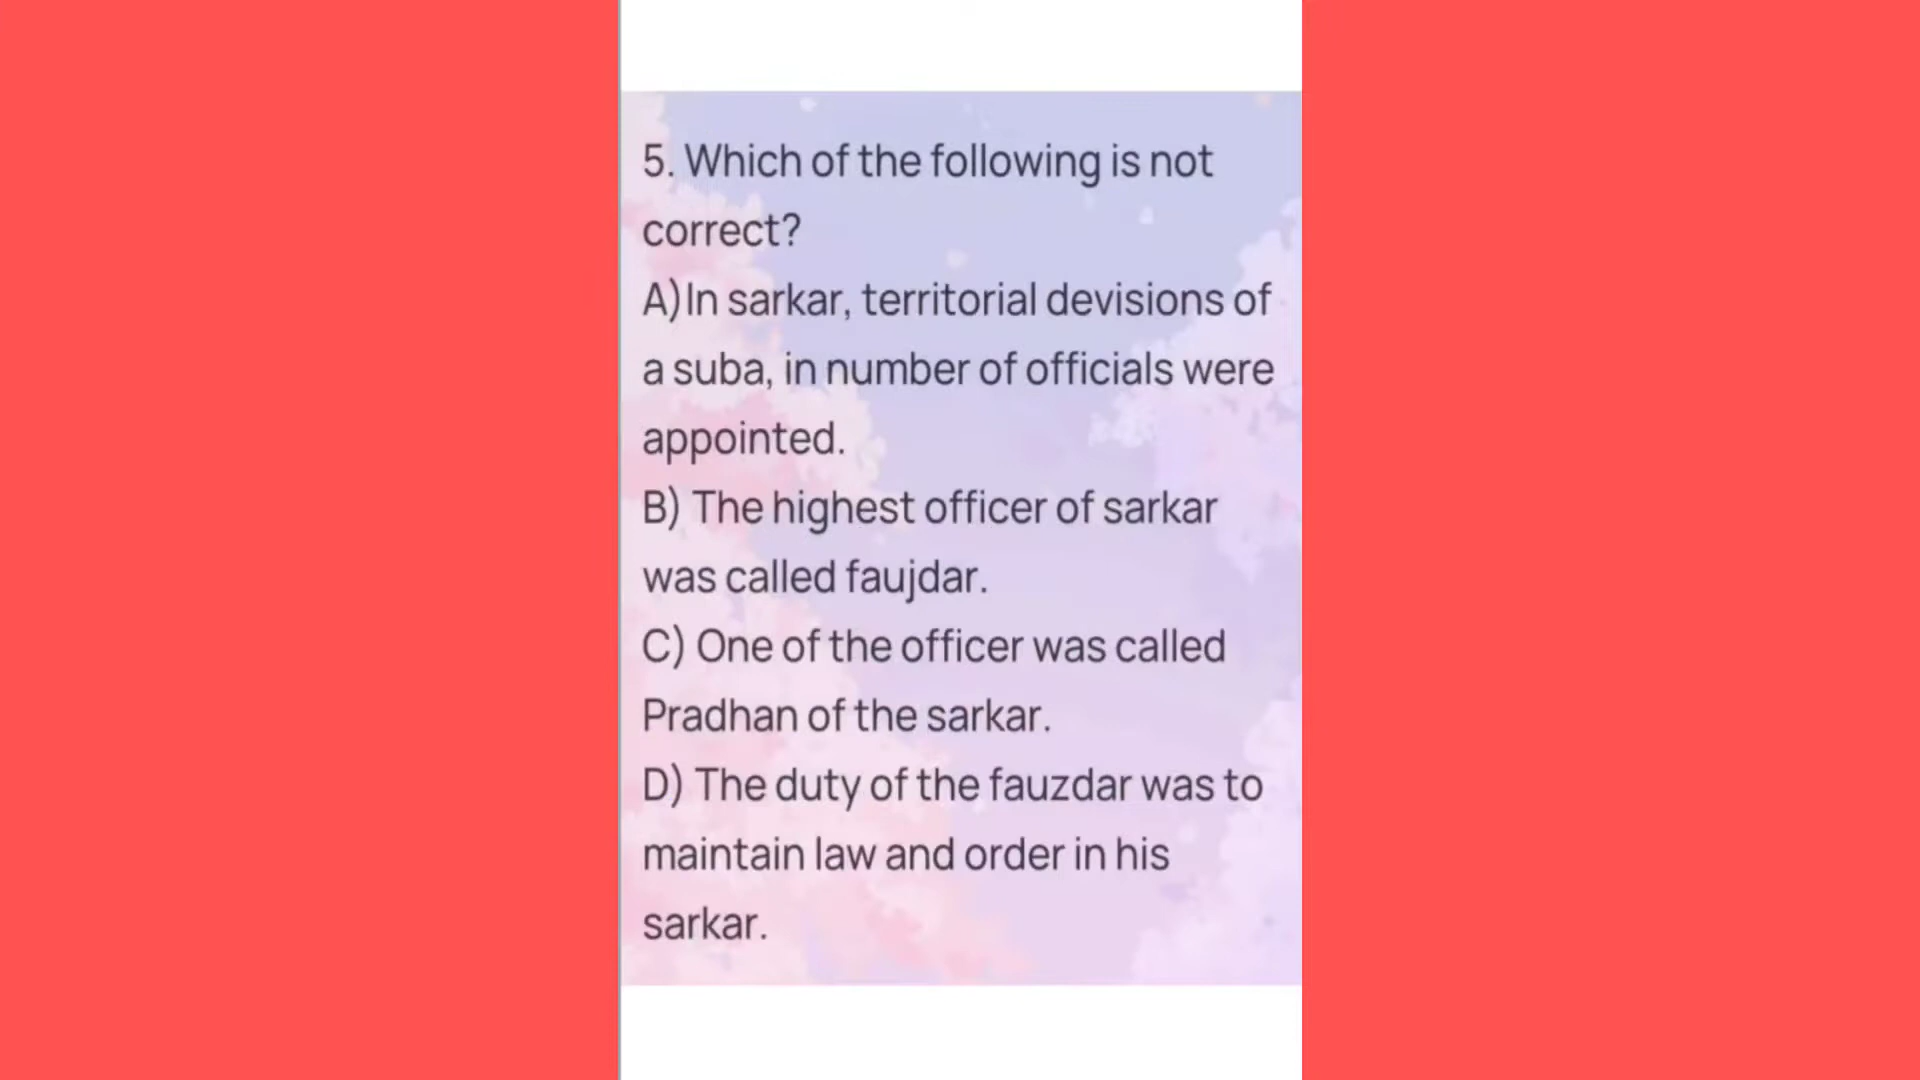 5. Which of the following is not
correct?
A)In sarkar, territorial devisions of
a suba, in number of officials were
appointed.
B) The highest officer of sarkar
was called faujdar.
C) One of the officer was called
Pradhan of the sarkar.
D) The duty of the fauzdar was to
maintain law and order in his
sarkar.